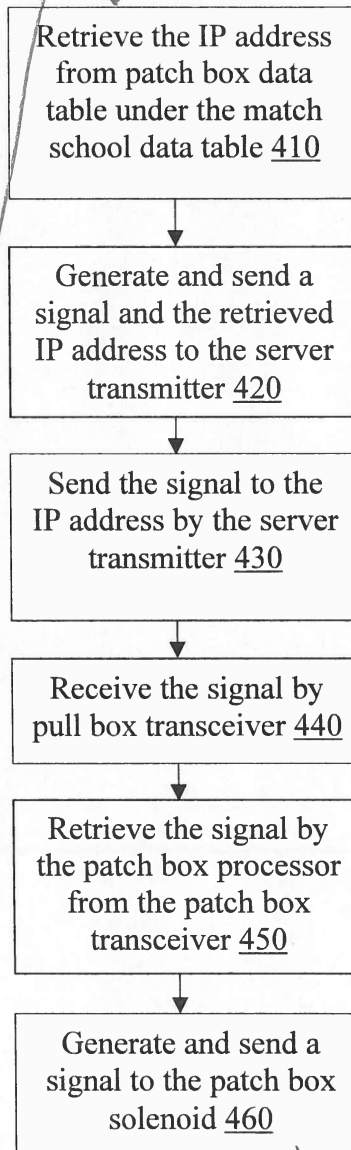 Retrieve the IP address
from patch box data
table under the match
school data table 410
Generate and send a
signal and the retrieved
IP address to the server
transmitter 420
Send the signal to the
IP address by the server
transmitter 430
Receive the signal by
pull box transceiver 440
Retrieve the signal by
the patch box processor
from the patch box
transceiver 450
Generate and send a
signal to the patch box
solenoid 460